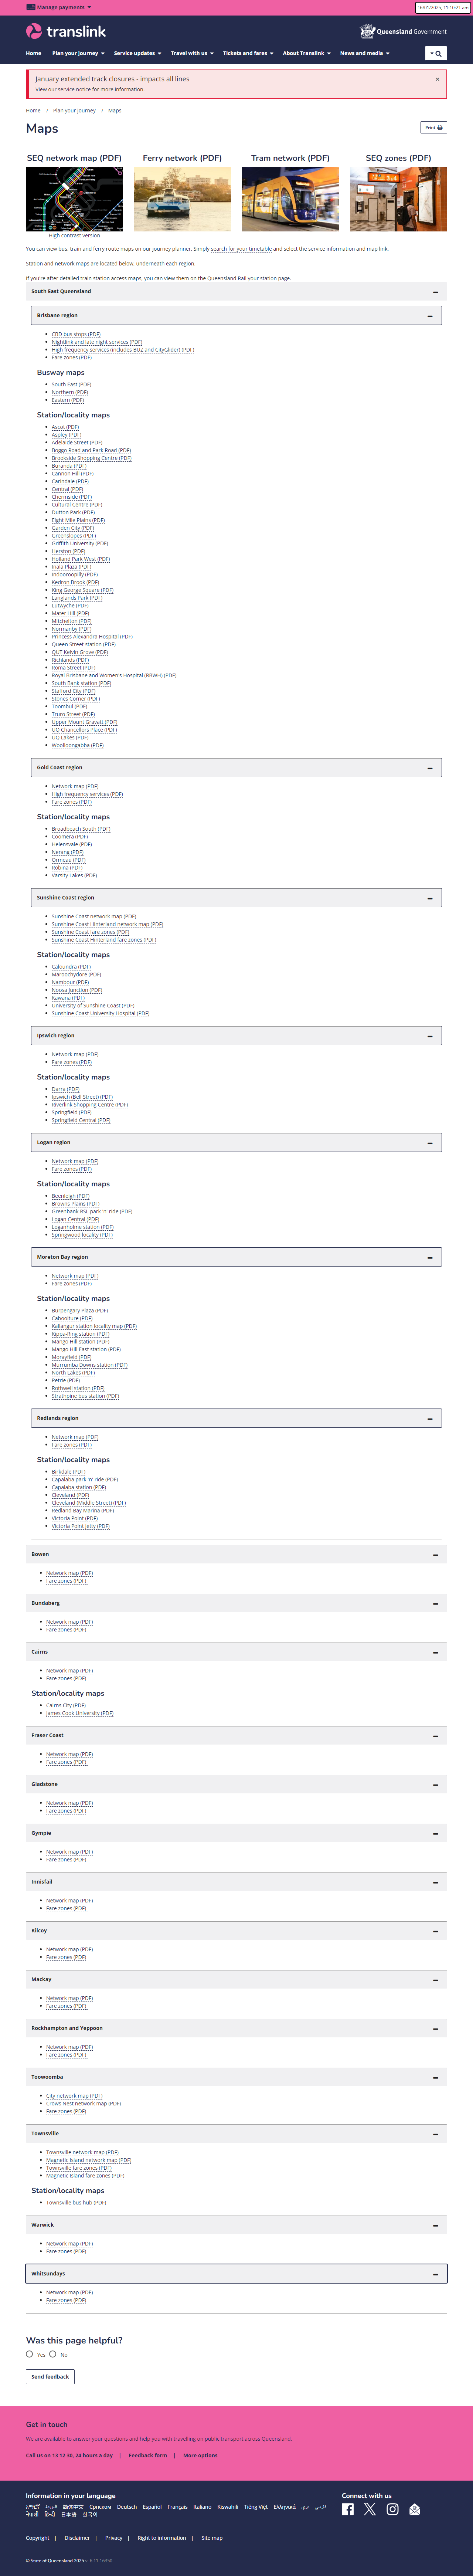 Manage payments
16/01/2025, 11:10:21 am
translink
Queensland Government
Home
Plan your journey
Service updates
Travel with us
Tickets and fares
About Translink
News and media
January extended track closures - impacts all lines
×
View our service notice for more information.
Home / Plan your journey / Maps
Maps
Print
SEQ network map (PDF)
Ferry network (PDF)
Tram network (PDF)
SEQ zones (PDF)
High contrast version
You can view bus, train and ferry route maps on our journey planner. Simply search for your timetable and select the service information and map link.
Station and network maps are located below, underneath each region.
If you're after detailed train station access maps, you can view them on the Queensland Rail your station page.
South East Queensland
Brisbane region
CBD bus stops (PDF)
Nightlink and late night services (PDF)
High frequency services (includes BUZ and CityGlider) (PDF)
Fare zones (PDF)
Busway maps
South East (PDF)
Northern (PDF)
Eastern (PDF)
Station/locality maps
Ascot (PDF)
Aspley (PDF)
Adelaide Street (PDF)
Boggo Road and Park Road (PDF)
Brookside Shopping Centre (PDF)
Buranda (PDF)
Cannon Hill (PDF)
Carindale (PDF)
Central (PDF)
Chermside (PDF)
Cultural Centre (PDF)
Dutton Park (PDF)
Eight Mile Plains (PDF)
Garden City (PDF)
Greenslopes (PDF)
Griffith University (PDF)
Herston (PDF)
Holland Park West (PDF)
Inala Plaza (PDF)
Indooroopilly (PDF)
Kedron Brook (PDF)
King George Square (PDF)
Langlands Park (PDF)
Lutwyche (PDF)
Mater Hill (PDF)
Mitchelton (PDF)
Normanby (PDF)
Princess Alexandra Hospital (PDF)
Queen Street station (PDF)
QUT Kelvin Grove (PDF)
Richlands (PDF)
Roma Street (PDF)
Royal Brisbane and Women's Hospital (RBWH) (PDF)
South Bank station (PDF)
Stafford City (PDF)
Stones Corner (PDF)
Toombul (PDF)
Truro Street (PDF)
Upper Mount Gravatt (PDF)
UQ Chancellors Place (PDF)
UQ Lakes (PDF)
Woolloongabba (PDF)
Gold Coast region
Network map (PDF)
High frequency services (PDF)
Fare zones (PDF)
Station/locality maps
Broadbeach South (PDF)
Coomera (PDF)
Helensvale (PDF)
Nerang (PDF)
Ormeau (PDF)
Robina (PDF)
Varsity Lakes (PDF)
Sunshine Coast region
Sunshine Coast network map (PDF)
Sunshine Coast Hinterland network map (PDF)
Sunshine Coast fare zones (PDF)
Sunshine Coast Hinterland fare zones (PDF)
Station/locality maps
Caloundra (PDF)
Maroochydore (PDF)
Nambour (PDF)
Noosa Junction (PDF)
Kawana (PDF)
University of Sunshine Coast (PDF)
Sunshine Coast University Hospital (PDF)
Ipswich region
Network map (PDF)
Fare zones (PDF)
Station/locality maps
Darra (PDF)
Ipswich (Bell Street) (PDF)
Riverlink Shopping Centre (PDF)
Springfield (PDF)
Springfield Central (PDF)
Logan region
Network map (PDF)
Fare zones (PDF)
Station/locality maps
Beenleigh (PDF)
Browns Plains (PDF)
Greenbank RSL park 'n' ride (PDF)
Logan Central (PDF)
Loganholme station (PDF)
Springwood locality (PDF)
Moreton Bay region
Network map (PDF)
Fare zones (PDF)
Station/locality maps
Burpengary Plaza (PDF)
Caboolture (PDF)
Kallangur station locality map (PDF)
Kippa-Ring station (PDF)
Mango Hill station (PDF)
Mango Hill East station (PDF)
Morayfield (PDF)
Murrumba Downs station (PDF)
North Lakes (PDF)
Petrie (PDF)
Rothwell station (PDF)
Strathpine bus station (PDF)
Redlands region
Network map (PDF)
Fare zones (PDF)
Station/locality maps
Birkdale (PDF)
Capalaba park 'n' ride (PDF)
Capalaba station (PDF)
Cleveland (PDF)
Cleveland (Middle Street) (PDF)
Redland Bay Marina (PDF)
Victoria Point (PDF)
Victoria Point jetty (PDF)
Bowen
Network map (PDF)
Fare zones (PDF)
Bundaberg
Network map (PDF)
Fare zones (PDF)
Cairns
Network map (PDF)
Fare zones (PDF)
Station/locality maps
Cairns City (PDF)
James Cook University (PDF)
Fraser Coast
Network map (PDF)
Fare zones (PDF)
Gladstone
Network map (PDF)
Fare zones (PDF)
Gympie
Network map (PDF)
Fare zones (PDF)
Innisfail
Network map (PDF)
Fare zones (PDF)
Kilcoy
Network map (PDF)
Fare zones (PDF)
Mackay
Network map (PDF)
Fare zones (PDF)
Rockhampton and Yeppoon
Network map (PDF)
Fare zones (PDF)
Toowoomba
City network map (PDF)
Crows Nest network map (PDF)
Fare zones (PDF)
Townsville
Townsville network map (PDF)
Magnetic Island network map (PDF)
Townsville fare zones (PDF)
Magnetic Island fare zones (PDF)
Station/locality maps
Townsville bus hub (PDF)
Warwick
Network map (PDF)
Fare zones (PDF)
Whitsundays
Network map (PDF)
Fare zones (PDF)
Was this page helpful?
Yes No
Send feedback
Get in touch
We are available to answer your questions and help you with travelling on public transport across Queensland.
Call us on 13 12 30, 24 hours a day | Feedback form | More options
Information in your language
Connect with us
አማርኛ العربية 简体中文 Српском Deutsch Español Français Italiano Kiswahili Tiếng Việt Ελληνικά دری فارسی
नेपाली हिन्दी 日本語 한국어
Copyright | Disclaimer | Privacy | Right to information | Site map
© State of Queensland 2025 v. 6.11.16350